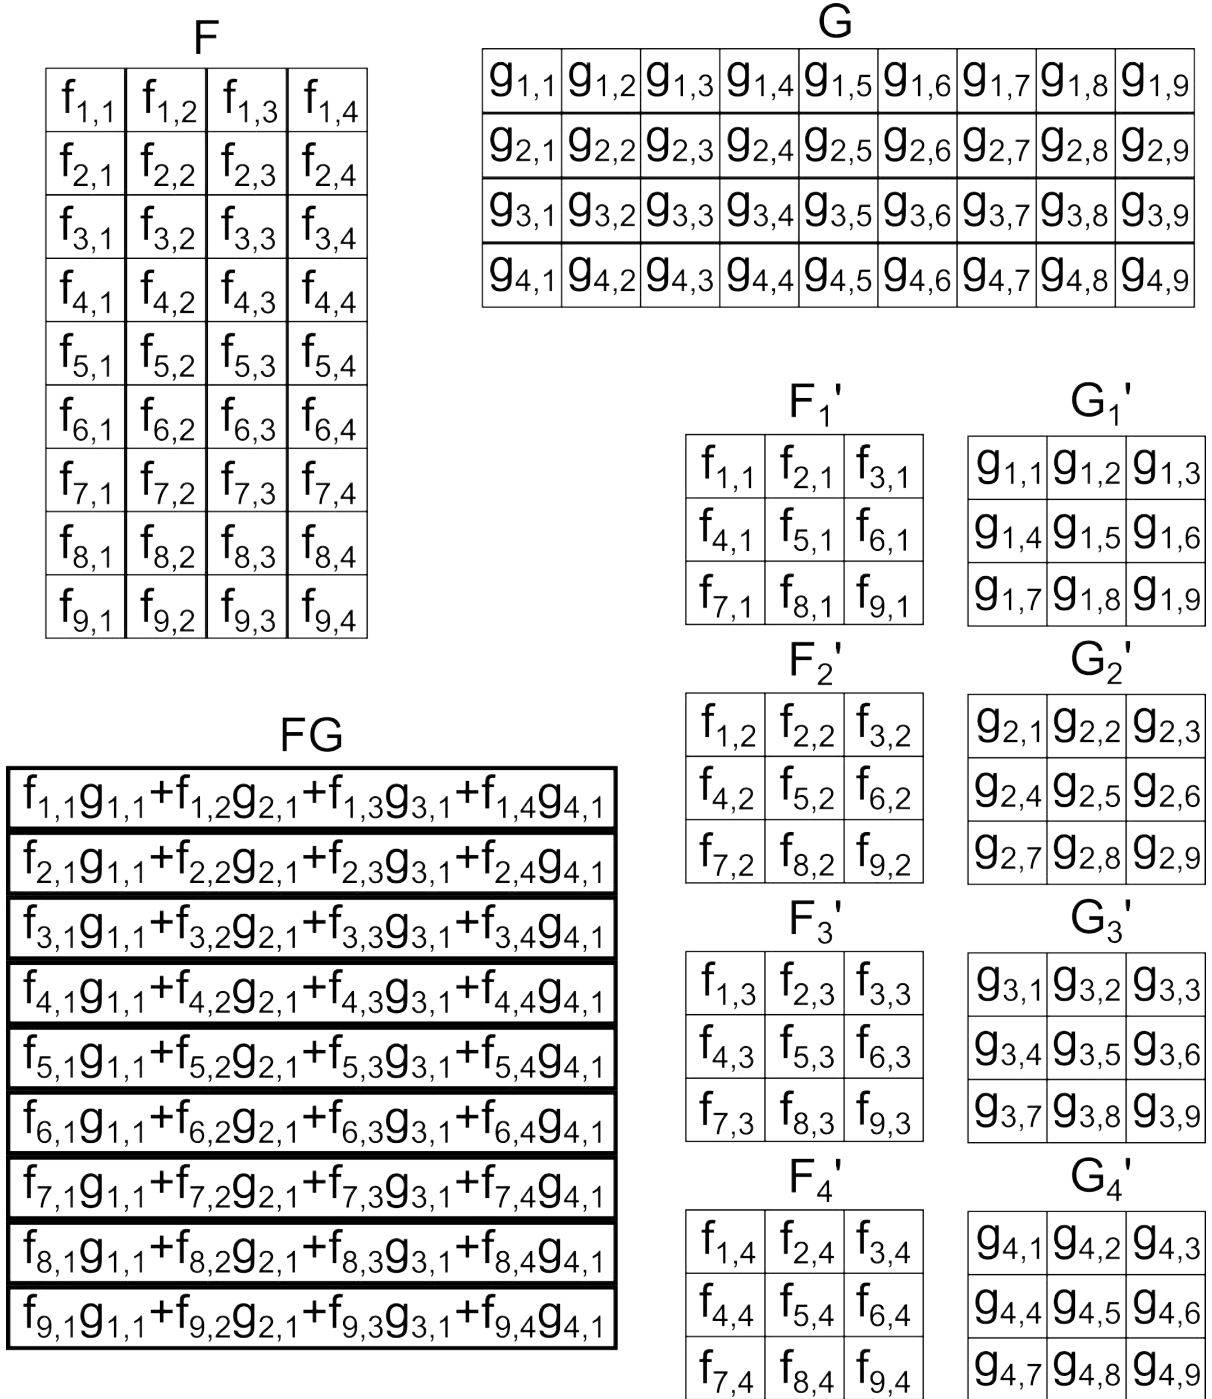 F
f1,1 f1,2 f1,3 f1,4
f2,1 f2,2 f2,3 f2,4
f3,1 f3,2 f3,3 f3,4
f4,1 f4,2 f4,3 f4,4
f5,1 f5,2 f5,3 f5,4
f6,1 f6,2 f6,3 f6,4
f7,1 f7,2 f7,3 f7,4
f8,1 f8,2 f8,3 f8,4
f9,1 f9,2 f9,3 f9,4
G
g1,1 g1,2 g1,3 g1,4 g1,5 g1,6 g1,7 g1,8 g1,9
g2,1 g2,2 g2,3 g2,4 g2,5 g2,6 g2,7 g2,8 g2,9
g3,1 g3,2 g3,3 g3,4 g3,5 g3,6 g3,7 g3,8 g3,9
g4,1 g4,2 g4,3 g4,4 g4,5 g4,6 g4,7 g4,8 g4,9
FG
f1,1g1,1+f1,2g2,1+f1,3g3,1+f1,4g4,1
f2,1g1,1+f2,2g2,1+f2,3g3,1+f2,4g4,1
f3,1g1,1+f3,2g2,1+f3,3g3,1+f3,4g4,1
f4,1g1,1+f4,2g2,1+f4,3g3,1+f4,4g4,1
f5,1g1,1+f5,2g2,1+f5,3g3,1+f5,4g4,1
f6,1g1,1+f6,2g2,1+f6,3g3,1+f6,4g4,1
f7,1g1,1+f7,2g2,1+f7,3g3,1+f7,4g4,1
f8,1g1,1+f8,2g2,1+f8,3g3,1+f8,4g4,1
f9,1g1,1+f9,2g2,1+f9,3g3,1+f9,4g4,1
F1'
f1,1 f2,1 f3,1
f4,1 f5,1 f6,1
f7,1 f8,1 f9,1
G1'
g1,1 g1,2 g1,3
g1,4 g1,5 g1,6
g1,7 g1,8 g1,9
F2'
f1,2 f2,2 f3,2
f4,2 f5,2 f6,2
f7,2 f8,2 f9,2
G2'
g2,1 g2,2 g2,3
g2,4 g2,5 g2,6
g2,7 g2,8 g2,9
F3'
f1,3 f2,3 f3,3
f4,3 f5,3 f6,3
f7,3 f8,3 f9,3
G3'
g3,1 g3,2 g3,3
g3,4 g3,5 g3,6
g3,7 g3,8 g3,9
F4'
f1,4 f2,4 f3,4
f4,4 f5,4 f6,4
f7,4 f8,4 f9,4
G4'
g4,1 g4,2 g4,3
g4,4 g4,5 g4,6
g4,7 g4,8 g4,9